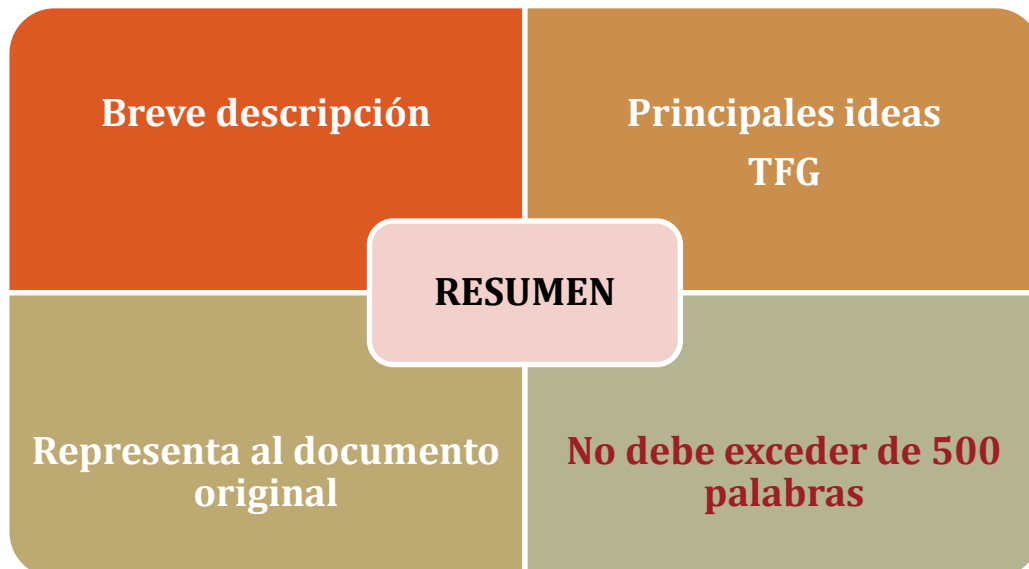 Breve descripción
Principales ideas
TFG
RESUMEN
Representa al documento
original
No debe exceder de 500
palabras